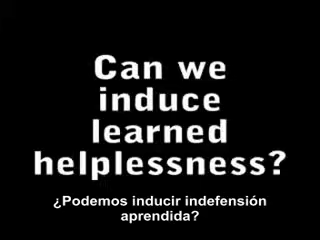 Can we
induce
learned
helplessness?
¿Podemos inducir indefensión
aprendida?